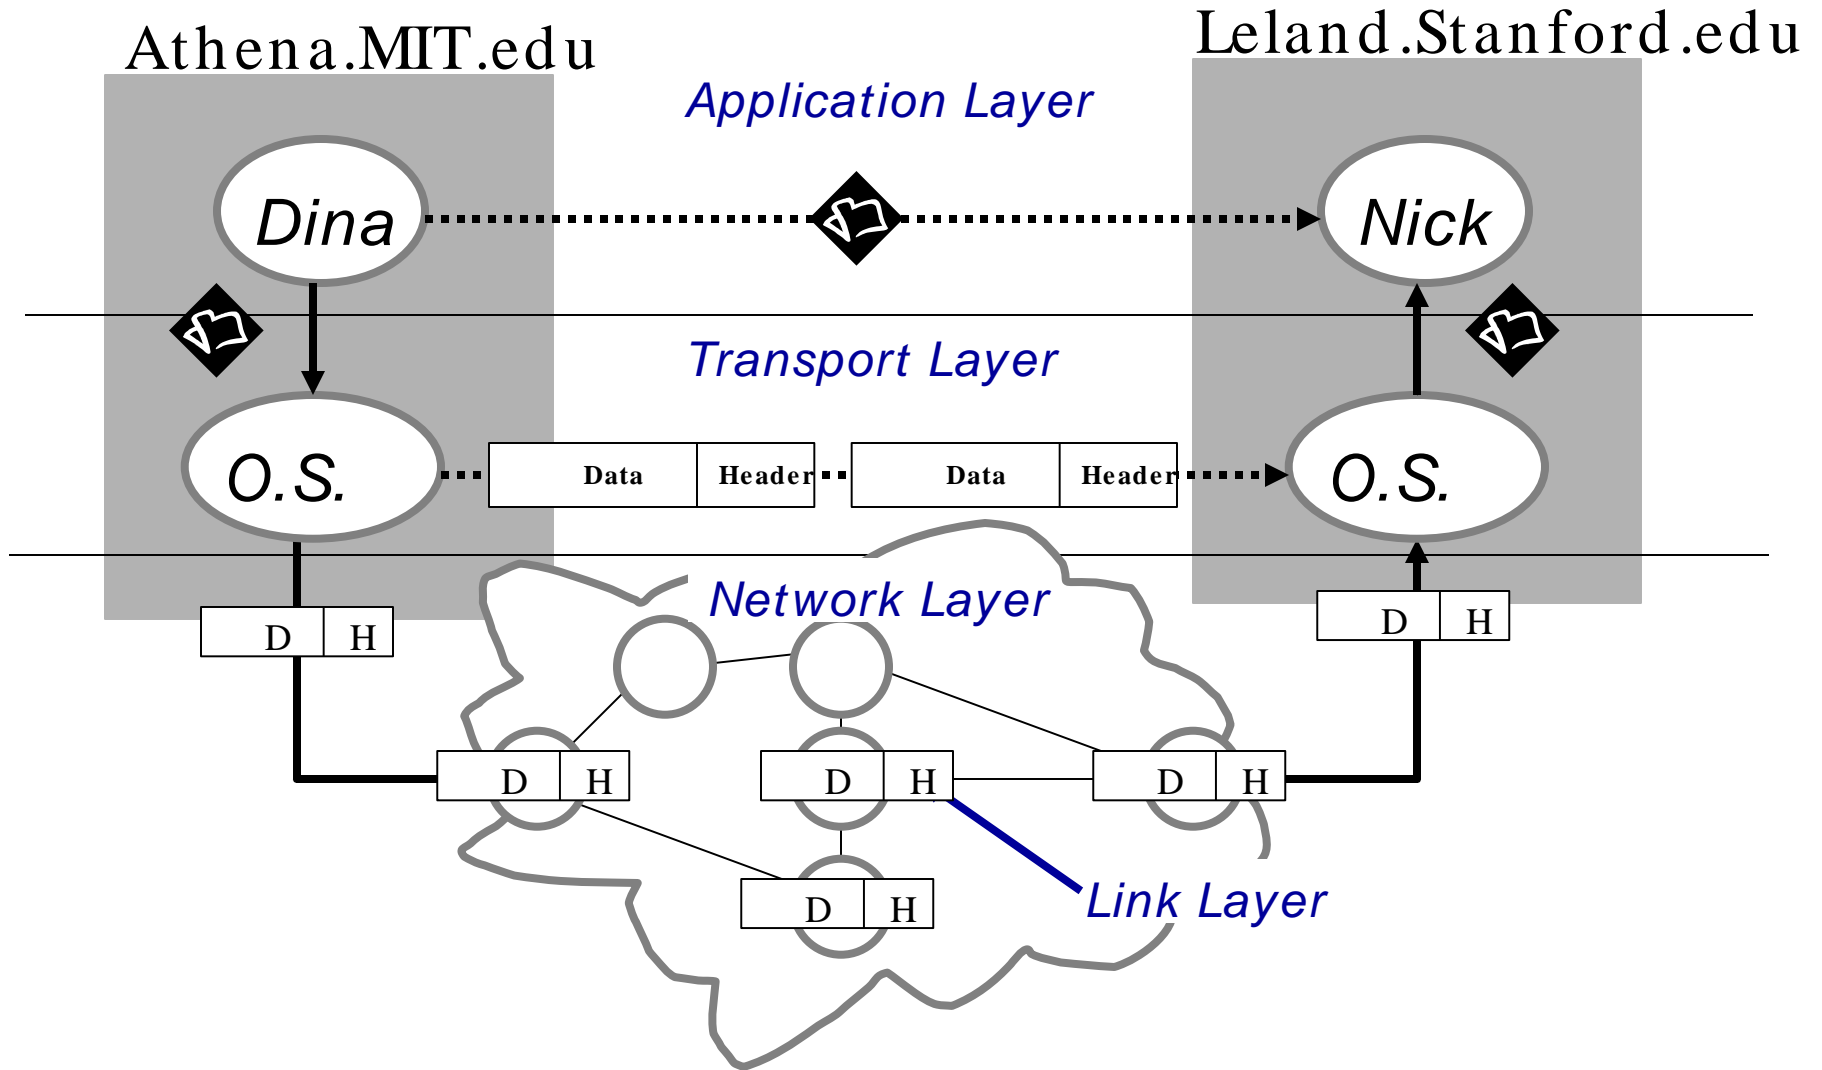 Athena.MIT.edu
Leland.Stanford.edu
Application Layer
Dina
Nick
Transport Layer
O.S.
Data Header
Data Header
O.S.
Network Layer
D H
D H
D H
D H
D H
D H
Link Layer